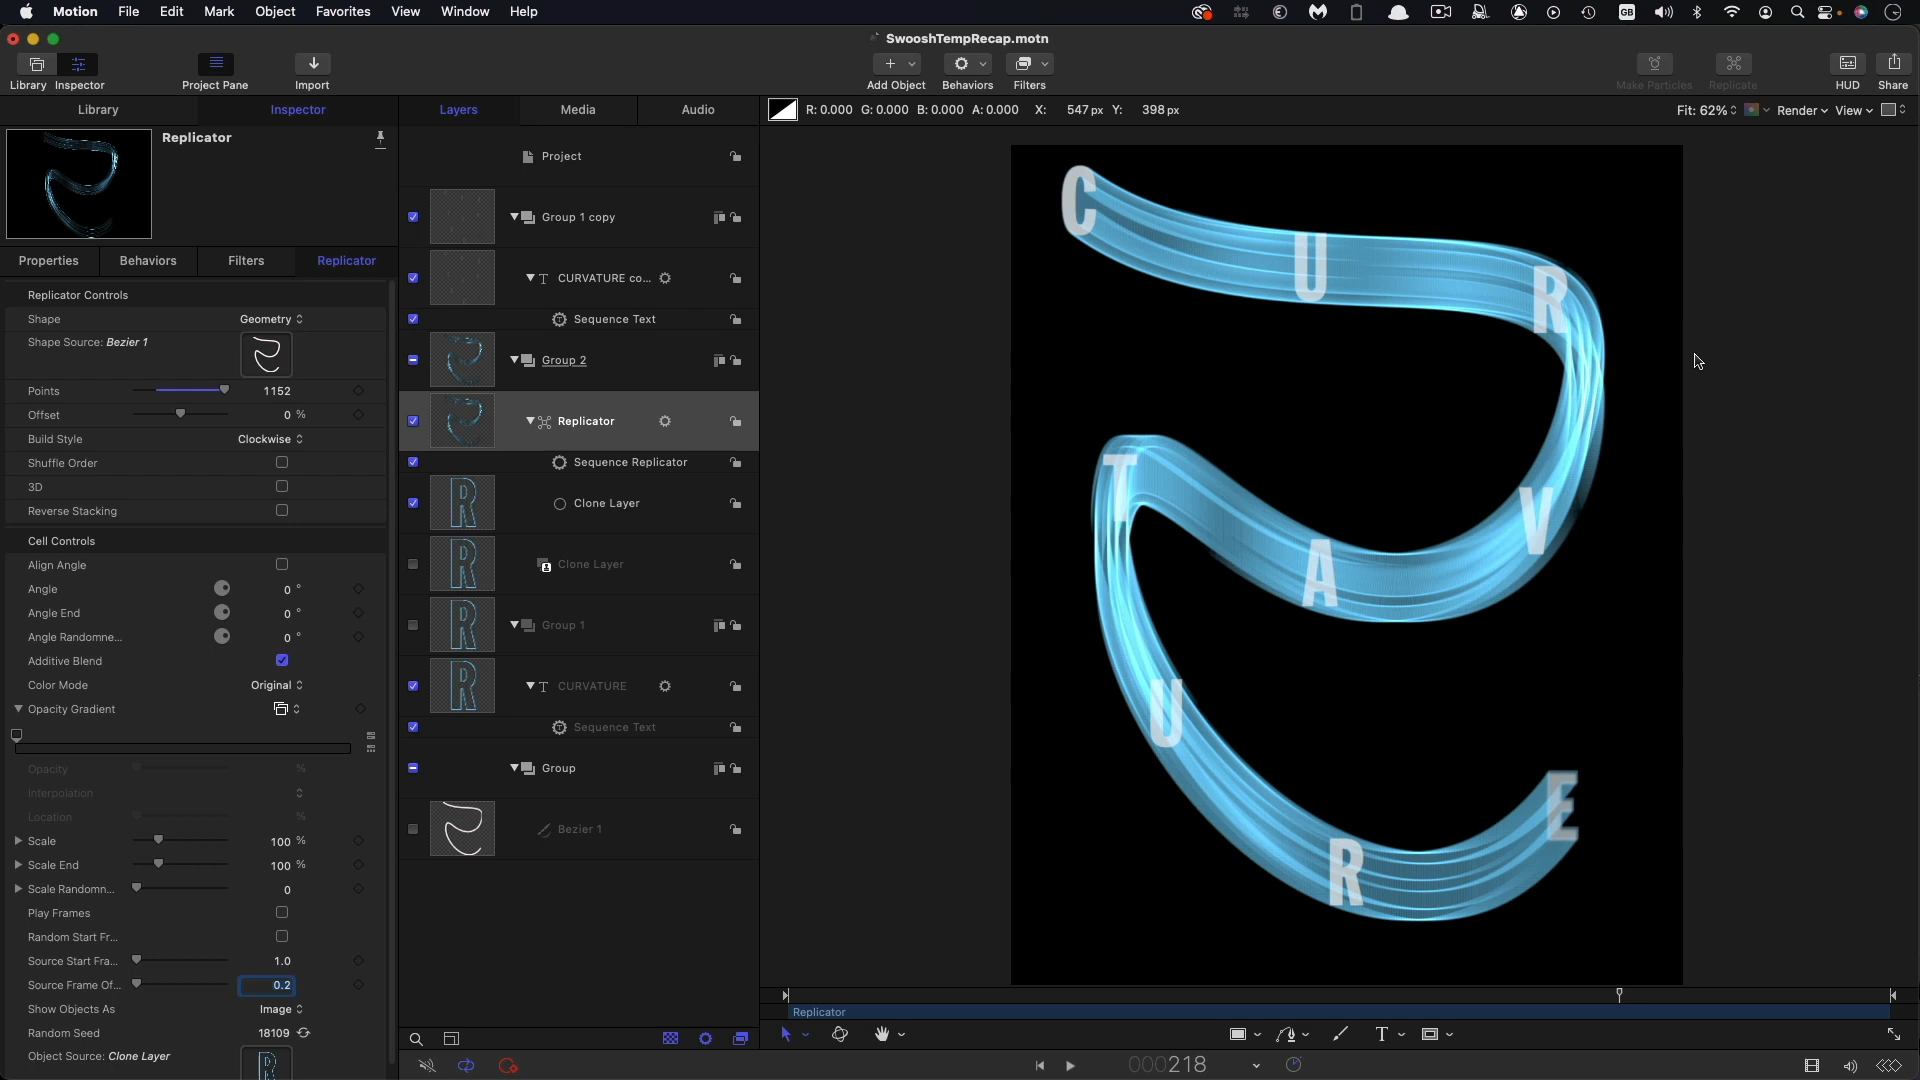 Motion File Edit Mark Object Favorites View Window Help
GB
SwooshTempRecap.motn
Library Inspector Project Pane Import Add Object Behaviors Filters Make Particles Replicate HUD Share
Library Inspector Layers Media Audio R: 0.000 G: 0.000 B: 0.000 A: 0.000 X: 547 px Y: 398 px Fit: 62% Render View
Replicator
Properties Behaviors Filters Replicator
Replicator Controls
Shape Geometry
Shape Source: Bezier 1
Points 1152
Offset 0 %
Build Style Clockwise
Shuffle Order
3D
Reverse Stacking
Cell Controls
Align Angle
Angle 0 °
Angle End 0 °
Angle Randomne... 0 °
Additive Blend
Color Mode Original
Opacity Gradient
Opacity %
Interpolation
Location %
Scale 100 %
Scale End 100 %
Scale Randomn... 0
Play Frames
Random Start Fr...
Source Start Fra... 1.0
Source Frame Of... 0.2
Show Objects As Image
Random Seed 18109
Object Source: Clone Layer
Project
Group 1 copy
CURVATURE co...
Sequence Text
Group 2
Replicator
Sequence Replicator
Clone Layer
Clone Layer
Group 1
CURVATURE
Sequence Text
Group
Bezier 1
C
U
R
V
A
T
U
R
E
Replicator
000218